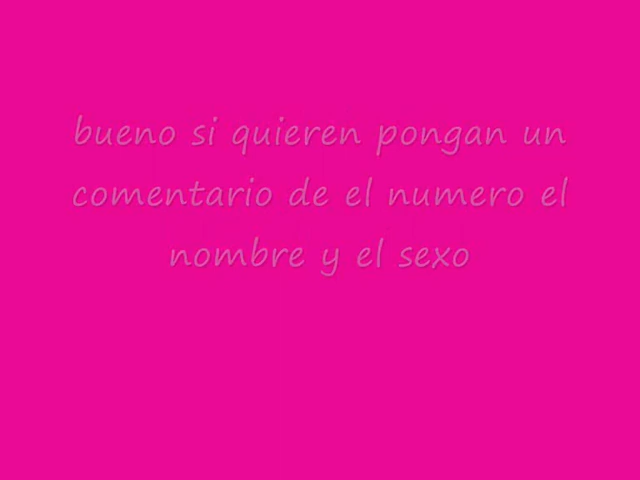 bueno si quieren pongan un
comentario de el numero el
nombre y el sexo